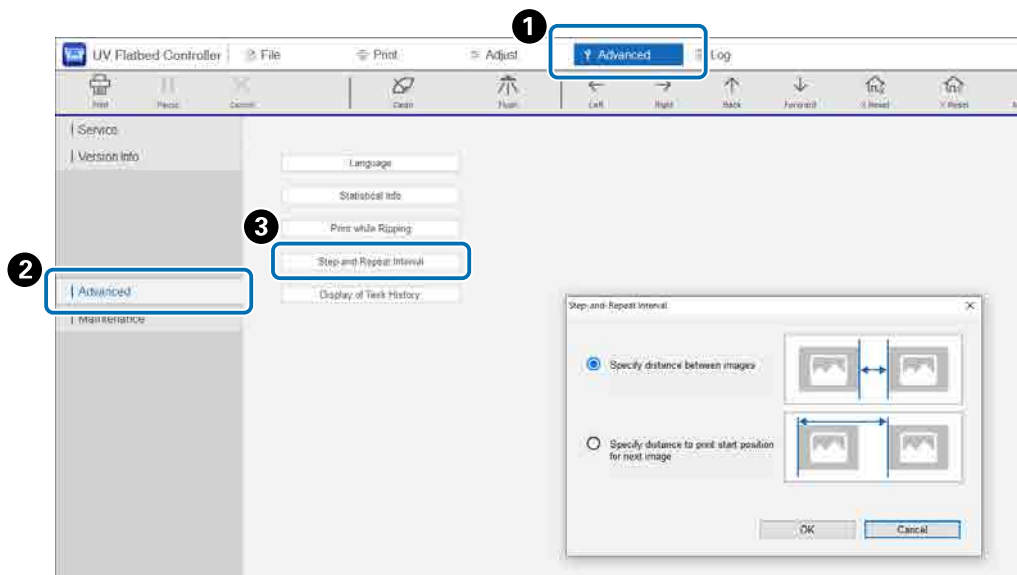 1
UV Flatbed Controller
File
Print
Adjust
Advanced
Log
Print
Pause
Cancel
Clean
Flush
Left
Right
Back
Forward
X Reset
Y Reset
Service
Version Info
Language
Statistical Info
3
Print while Ripping
Step-and-Repeat Interval
2
Advanced
Display of Task History
Maintenance
Step-and-Repeat Interval
Specify distance between images
Specify distance to print start position
for next image
OK
Cancel